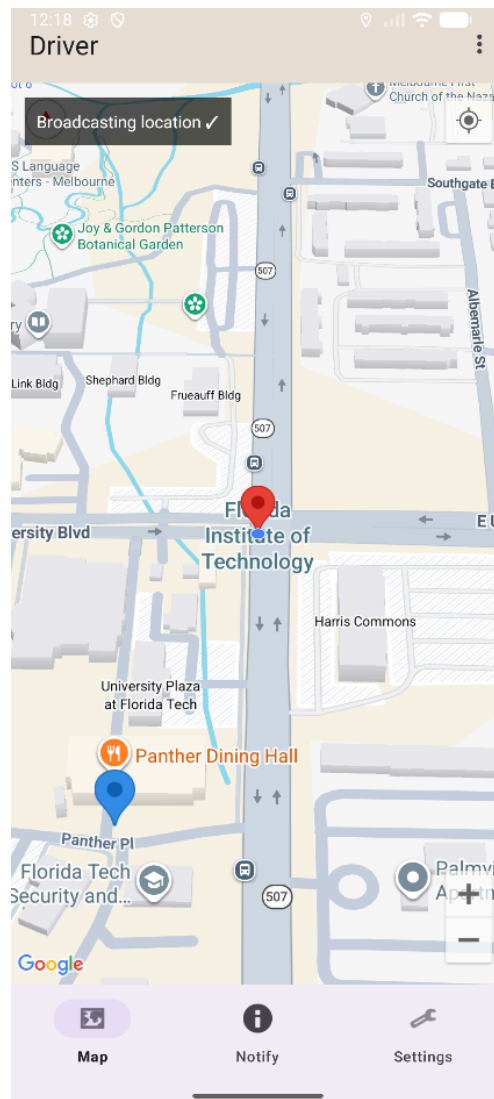 12:18
Driver
Melbourne First
Church of the Naza
Broadcasting location ✓
S Language
nters - Melbourne
Southgate
Joy & Gordon Patterson
Botanical Garden
507
Albemarle St
ry
Link Bldg
Shephard Bldg
Frueauff Bldg
507
Florida
Institute of
Technology
ersity Blvd
E U
Harris Commons
University Plaza
at Florida Tech
Panther Dining Hall
Panther Pl
Florida Tech
Security and...
507
Palmvi
Apartm
+
−
Google
Map
Notify
Settings